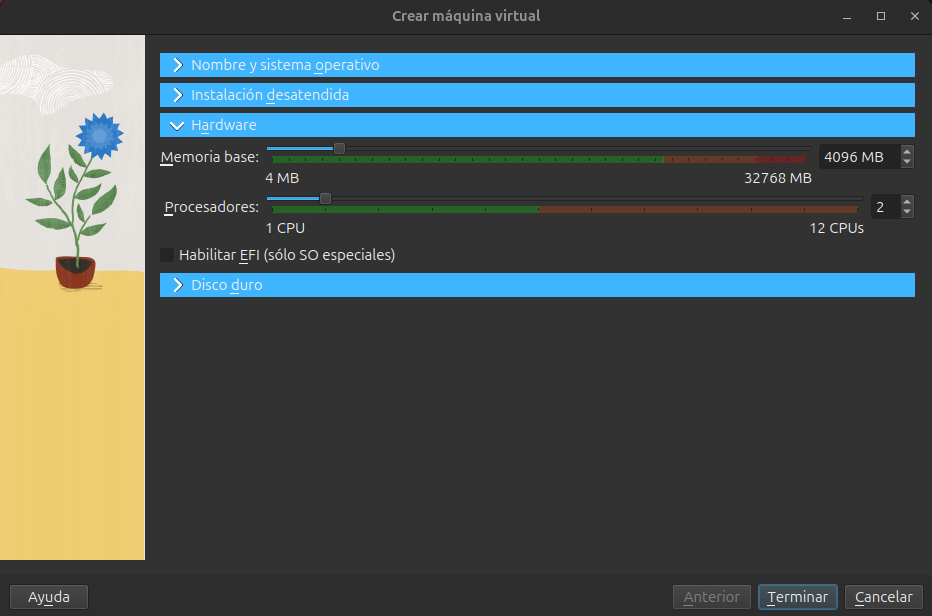 Crear máquina virtual
Nombre y sistema operativo
Instalación desatendida
Hardware
Memoria base: 4096 MB
4 MB 32768 MB
Procesadores: 2
1 CPU 12 CPUs
Habilitar EFI (sólo SO especiales)
Disco duro
Ayuda Anterior Terminar Cancelar